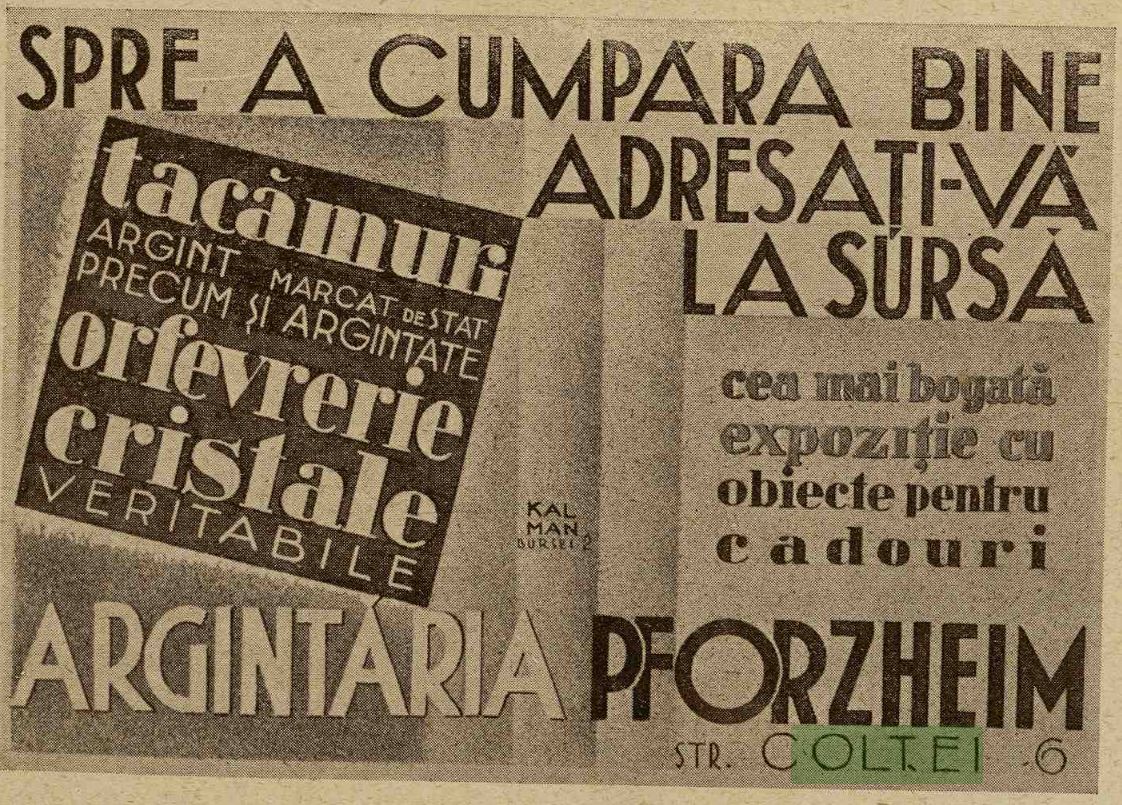 SPRE A CUMPĂRA BINE
ADRESAȚI-VĂ
LA SURSĂ
tacâmuri
ARGINT MARCAT DE STAT
PRECUM ȘI ARGINTATE
orfevrerie
cristale
VERITABILE
cea mai bogată
expoziție cu
obiecte pentru
cadouri
KAL
MAN
BURSEI 2
ARGINTĂRIA PFORZHEIM
STR. COLȚEI .6